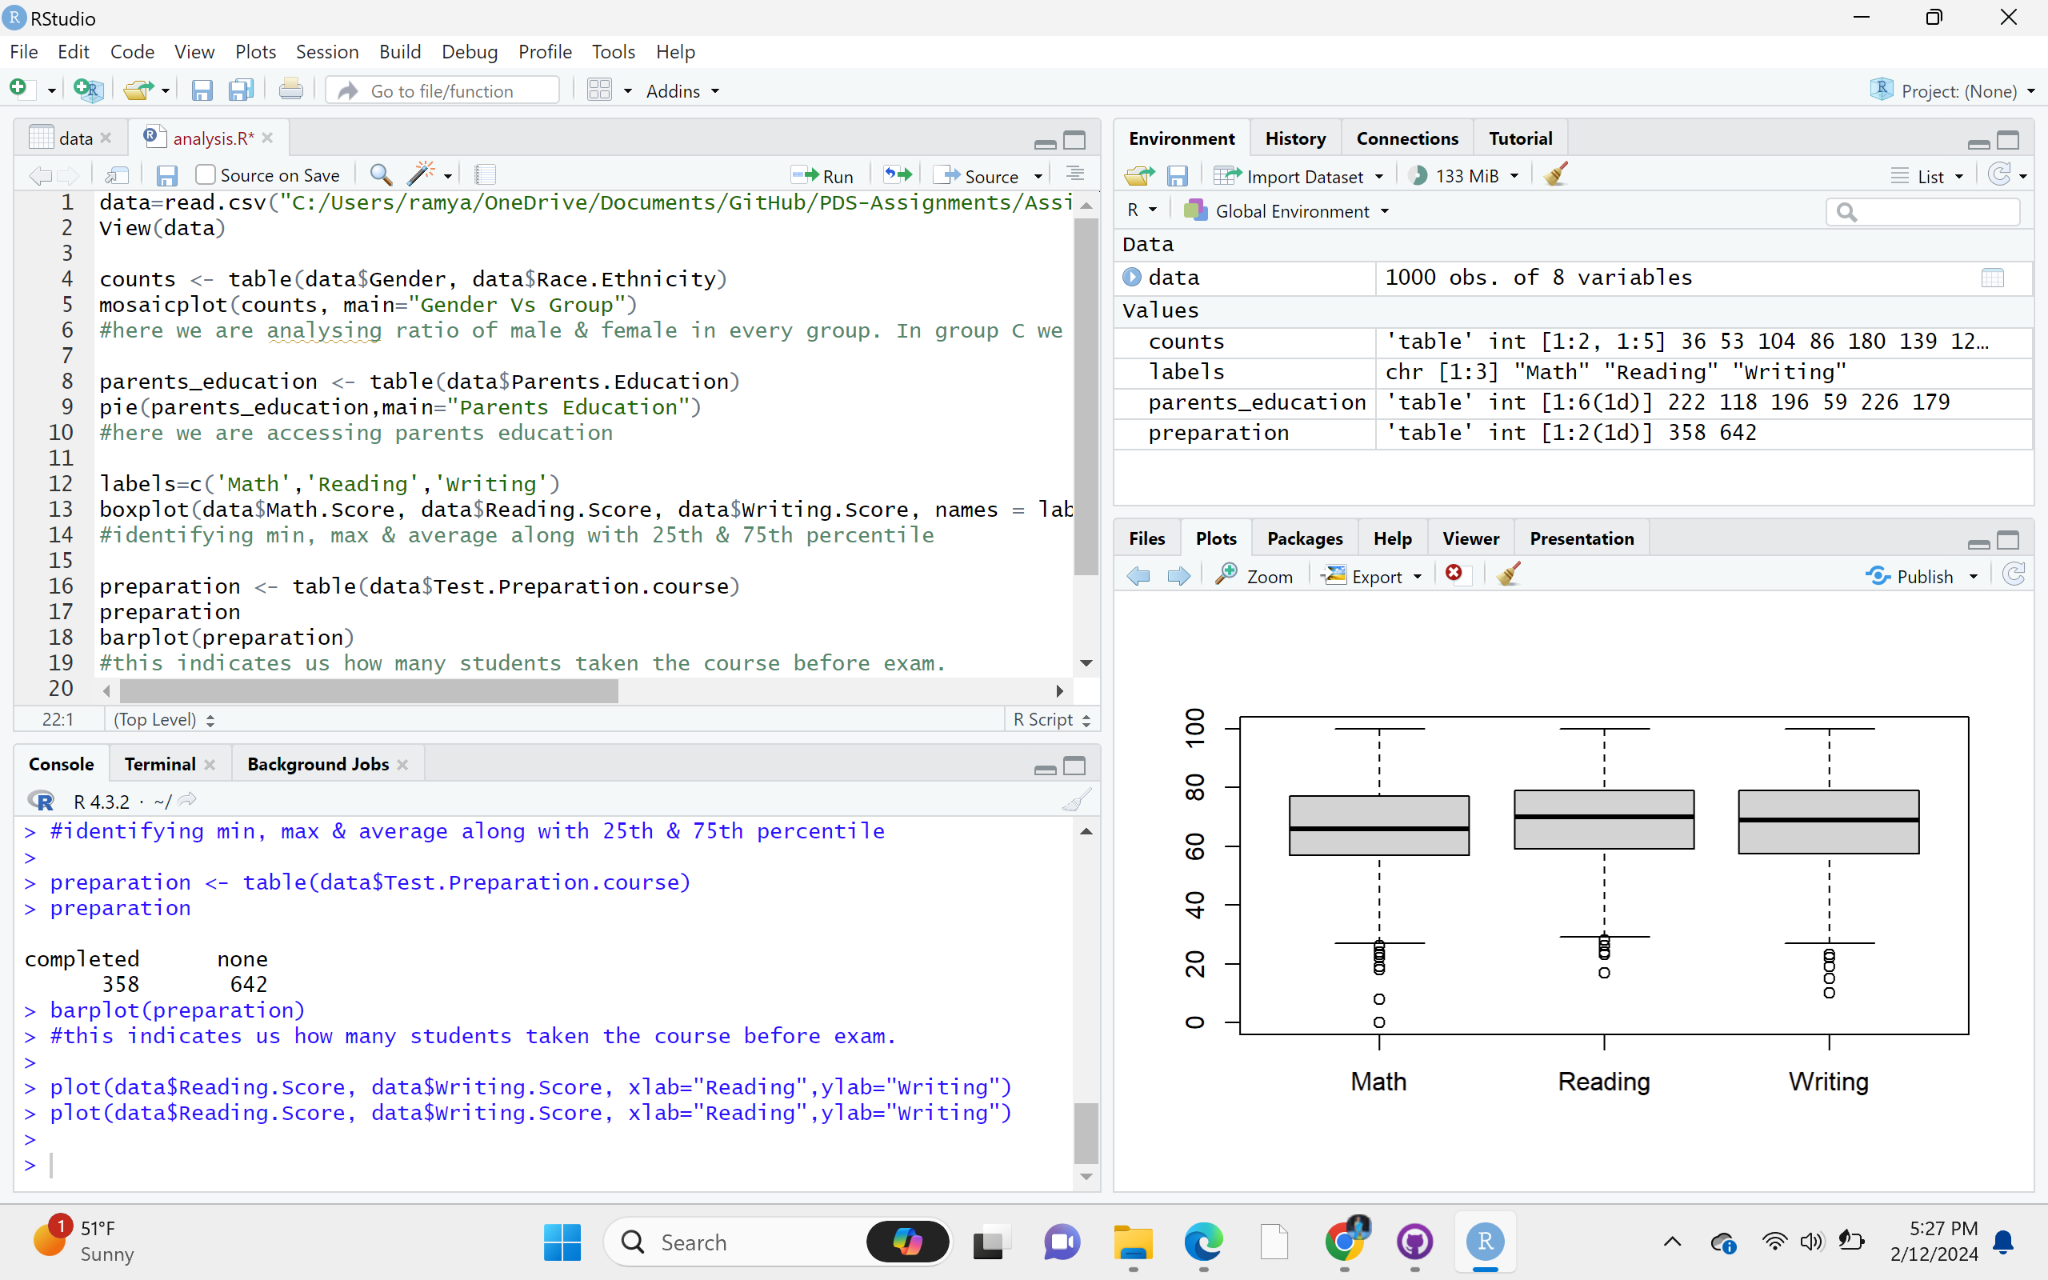 RStudio
File Edit Code View Plots Session Build Debug Profile Tools Help
Go to file/function Addins Project: (None)
data analysis.R*
Source on Save Run Source
1 data=read.csv("C:/Users/ramya/OneDrive/Documents/GitHub/PDS-Assignments/Assi
2 View(data)
3
4 counts <- table(data$Gender, data$Race.Ethnicity)
5 mosaicplot(counts, main="Gender Vs Group")
6 #here we are analysing ratio of male & female in every group. In group C we
7
8 parents_education <- table(data$Parents.Education)
9 pie(parents_education,main="Parents Education")
10 #here we are accessing parents education
11
12 labels=c('Math','Reading','Writing')
13 boxplot(data$Math.Score, data$Reading.Score, data$Writing.Score, names = lab
14 #identifying min, max & average along with 25th & 75th percentile
15
16 preparation <- table(data$Test.Preparation.course)
17 preparation
18 barplot(preparation)
19 #this indicates us how many students taken the course before exam.
20
22:1 (Top Level) R Script
Console Terminal Background Jobs
R 4.3.2 · ~/
> #identifying min, max & average along with 25th & 75th percentile
>
> preparation <- table(data$Test.Preparation.course)
> preparation
completed none
358 642
> barplot(preparation)
> #this indicates us how many students taken the course before exam.
>
> plot(data$Reading.Score, data$Writing.Score, xlab="Reading",ylab="Writing")
> plot(data$Reading.Score, data$Writing.Score, xlab="Reading",ylab="Writing")
>
>
Environment History Connections Tutorial
Import Dataset 133 MiB List
R Global Environment
Data
data 1000 obs. of 8 variables
Values
counts 'table' int [1:2, 1:5] 36 53 104 86 180 139 12…
labels chr [1:3] "Math" "Reading" "Writing"
parents_education 'table' int [1:6(1d)] 222 118 196 59 226 179
preparation 'table' int [1:2(1d)] 358 642
Files Plots Packages Help Viewer Presentation
Zoom Export Publish
100
80
60
40
20
0
Math Reading Writing
1 51°F
Sunny
Search
5:27 PM
2/12/2024